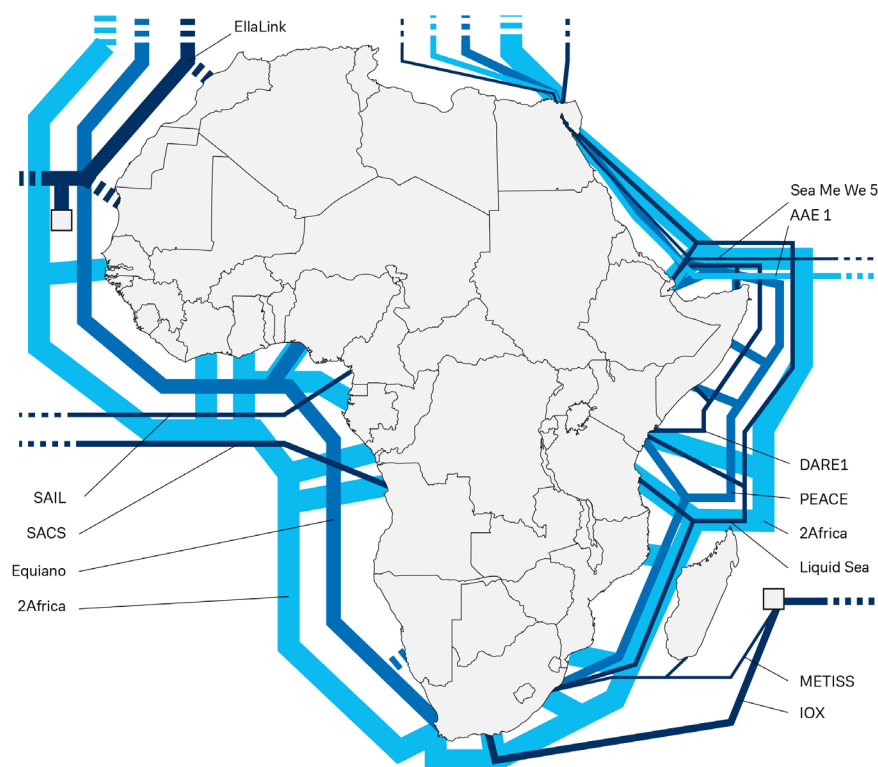 EllaLink
Sea Me We 5
AAE 1
DARE1
SAIL
PEACE
SACS
2Africa
Equiano
Liquid Sea
2Africa
METISS
IOX